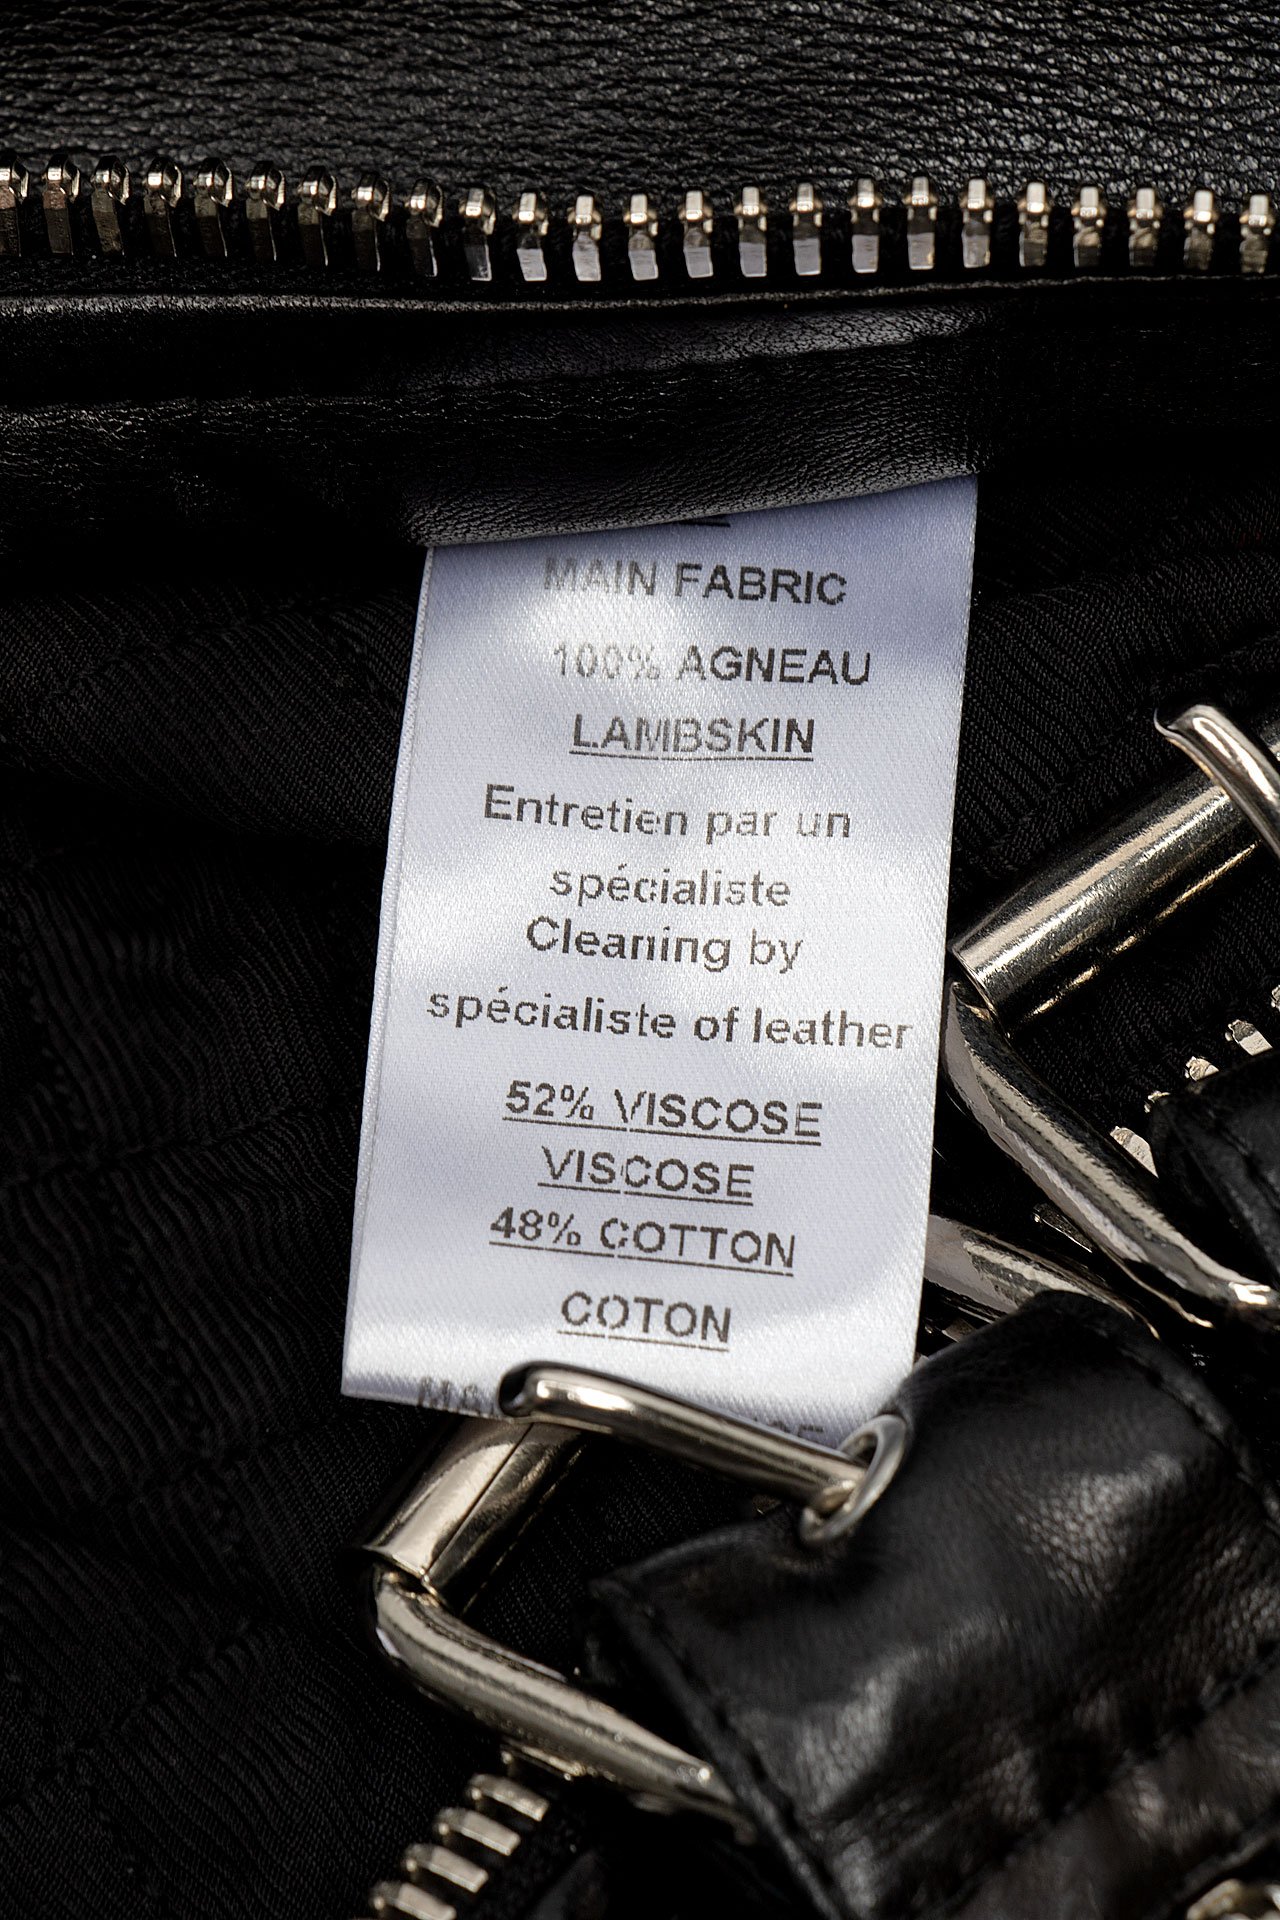 MAIN FABRIC
100% AGNEAU
LAMBSKIN
Entretien par un
spécialiste
Cleaning by
spécialiste of leather
52% VISCOSE
VISCOSE
48% COTTON
COTON